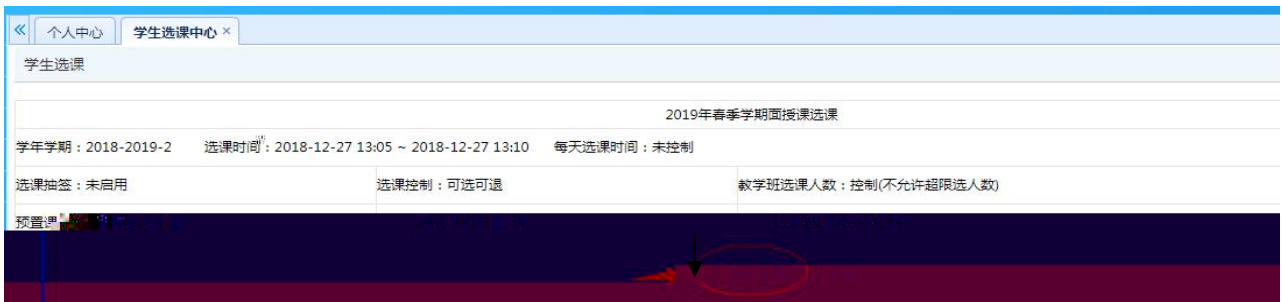 个人中心 学生选课中心
学生选课
2019年春季学期面授课选课
学年学期：2018-2019-2 选课时间：2018-12-27 13:05 ~ 2018-12-27 13:10 每天选课时间：未控制
选课抽签：未启用 选课控制：可选可退 教学班选课人数：控制(不允许超限选人数)
预置课